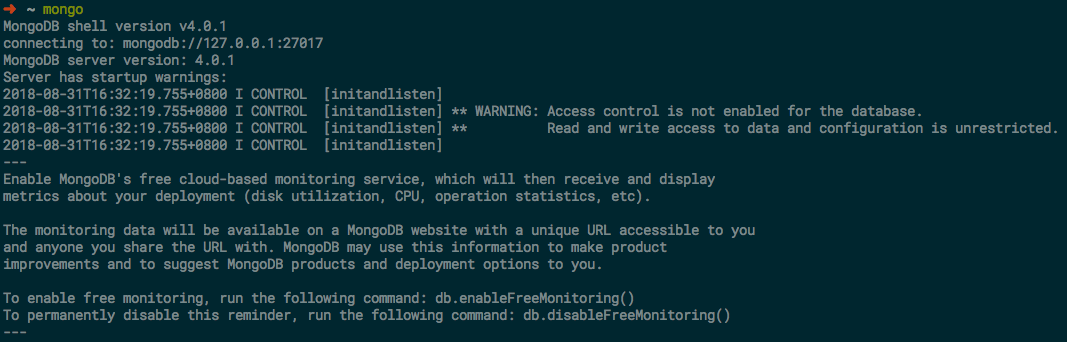 ➜ ~ mongo
MongoDB shell version v4.0.1
connecting to: mongodb://127.0.0.1:27017
MongoDB server version: 4.0.1
Server has startup warnings:
2018-08-31T16:32:19.755+0800 I CONTROL  [initandlisten]
2018-08-31T16:32:19.755+0800 I CONTROL  [initandlisten] ** WARNING: Access control is not enabled for the database.
2018-08-31T16:32:19.755+0800 I CONTROL  [initandlisten] **          Read and write access to data and configuration is unrestricted.
2018-08-31T16:32:19.755+0800 I CONTROL  [initandlisten]
---
Enable MongoDB's free cloud-based monitoring service, which will then receive and display
metrics about your deployment (disk utilization, CPU, operation statistics, etc).
The monitoring data will be available on a MongoDB website with a unique URL accessible to you
and anyone you share the URL with. MongoDB may use this information to make product
improvements and to suggest MongoDB products and deployment options to you.
To enable free monitoring, run the following command: db.enableFreeMonitoring()
To permanently disable this reminder, run the following command: db.disableFreeMonitoring()
---